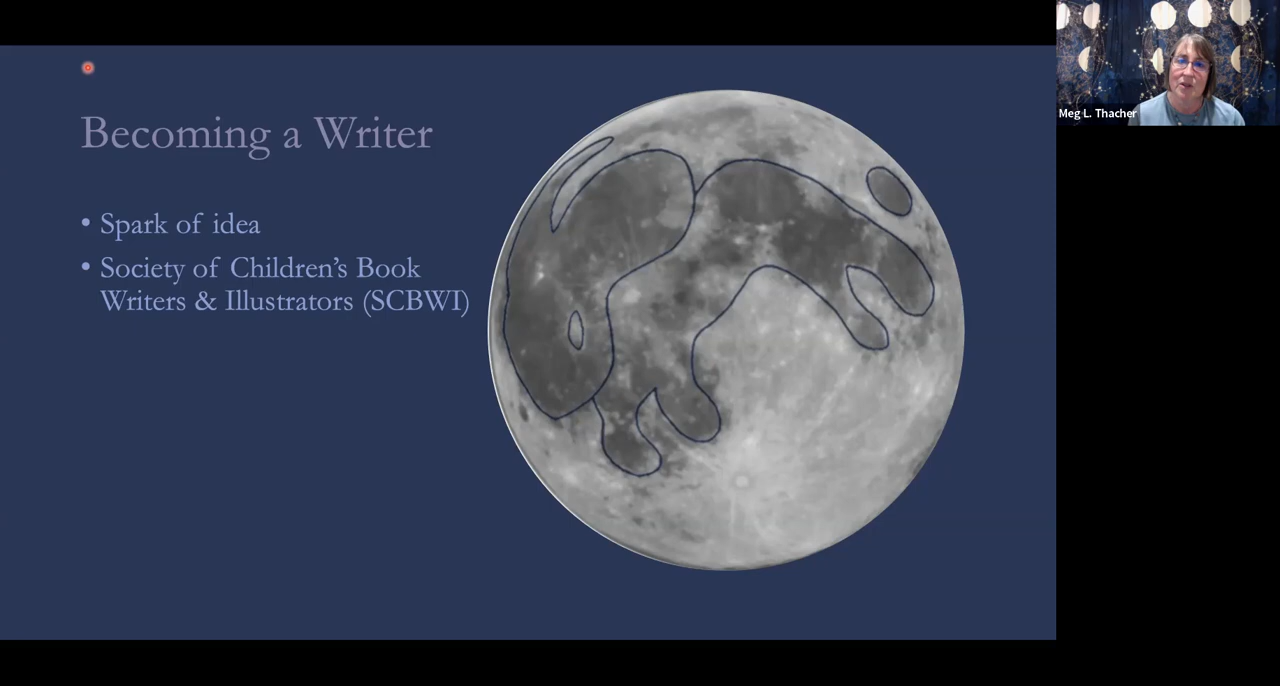 Becoming a Writer
• Spark of idea
• Society of Children's Book
Writers & Illustrators (SCBWI)
Meg L. Thacher